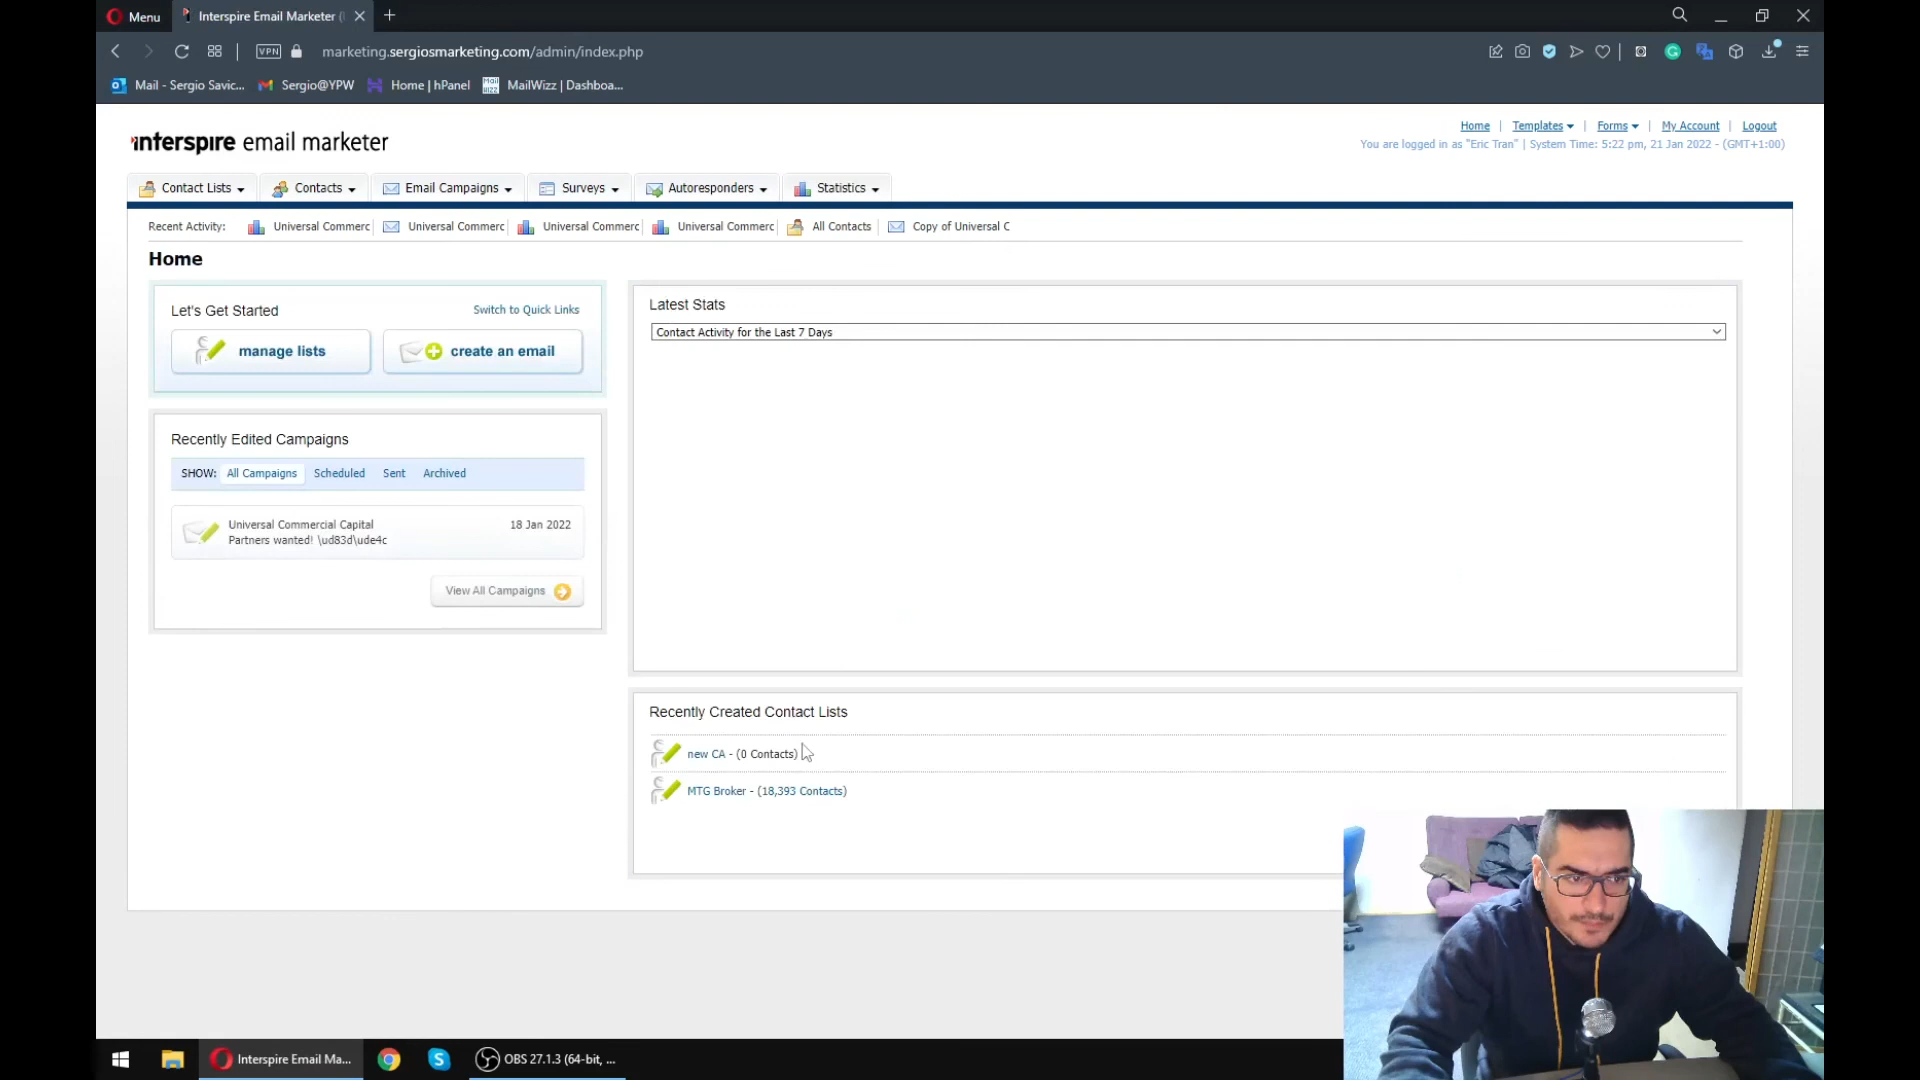 Menu
Interspire Email Marketer (
VPN
marketing.sergiosmarketing.com/admin/index.php
Mail - Sergio Savic...
Sergio@YPW
Home | hPanel
MailWizz | Dashboa...
interspire email marketer
Home | Templates | Forms | My Account | Logout
You are logged in as "Eric Tran" | System Time: 5:22 pm, 21 Jan 2022 - (GMT+1:00)
Contact Lists
Contacts
Email Campaigns
Surveys
Autoresponders
Statistics
Recent Activity:
Universal Commerc
Universal Commerc
Universal Commerc
Universal Commerc
All Contacts
Copy of Universal C
Home
Let's Get Started
Switch to Quick Links
manage lists
create an email
Latest Stats
Contact Activity for the Last 7 Days
Recently Edited Campaigns
SHOW: All Campaigns Scheduled Sent Archived
Universal Commercial Capital 18 Jan 2022
Partners wanted! \ud83d\ude4c
View All Campaigns
Recently Created Contact Lists
new CA - (0 Contacts)
MTG Broker - (18,393 Contacts)
Interspire Email Ma...
OBS 27.1.3 (64-bit, ...